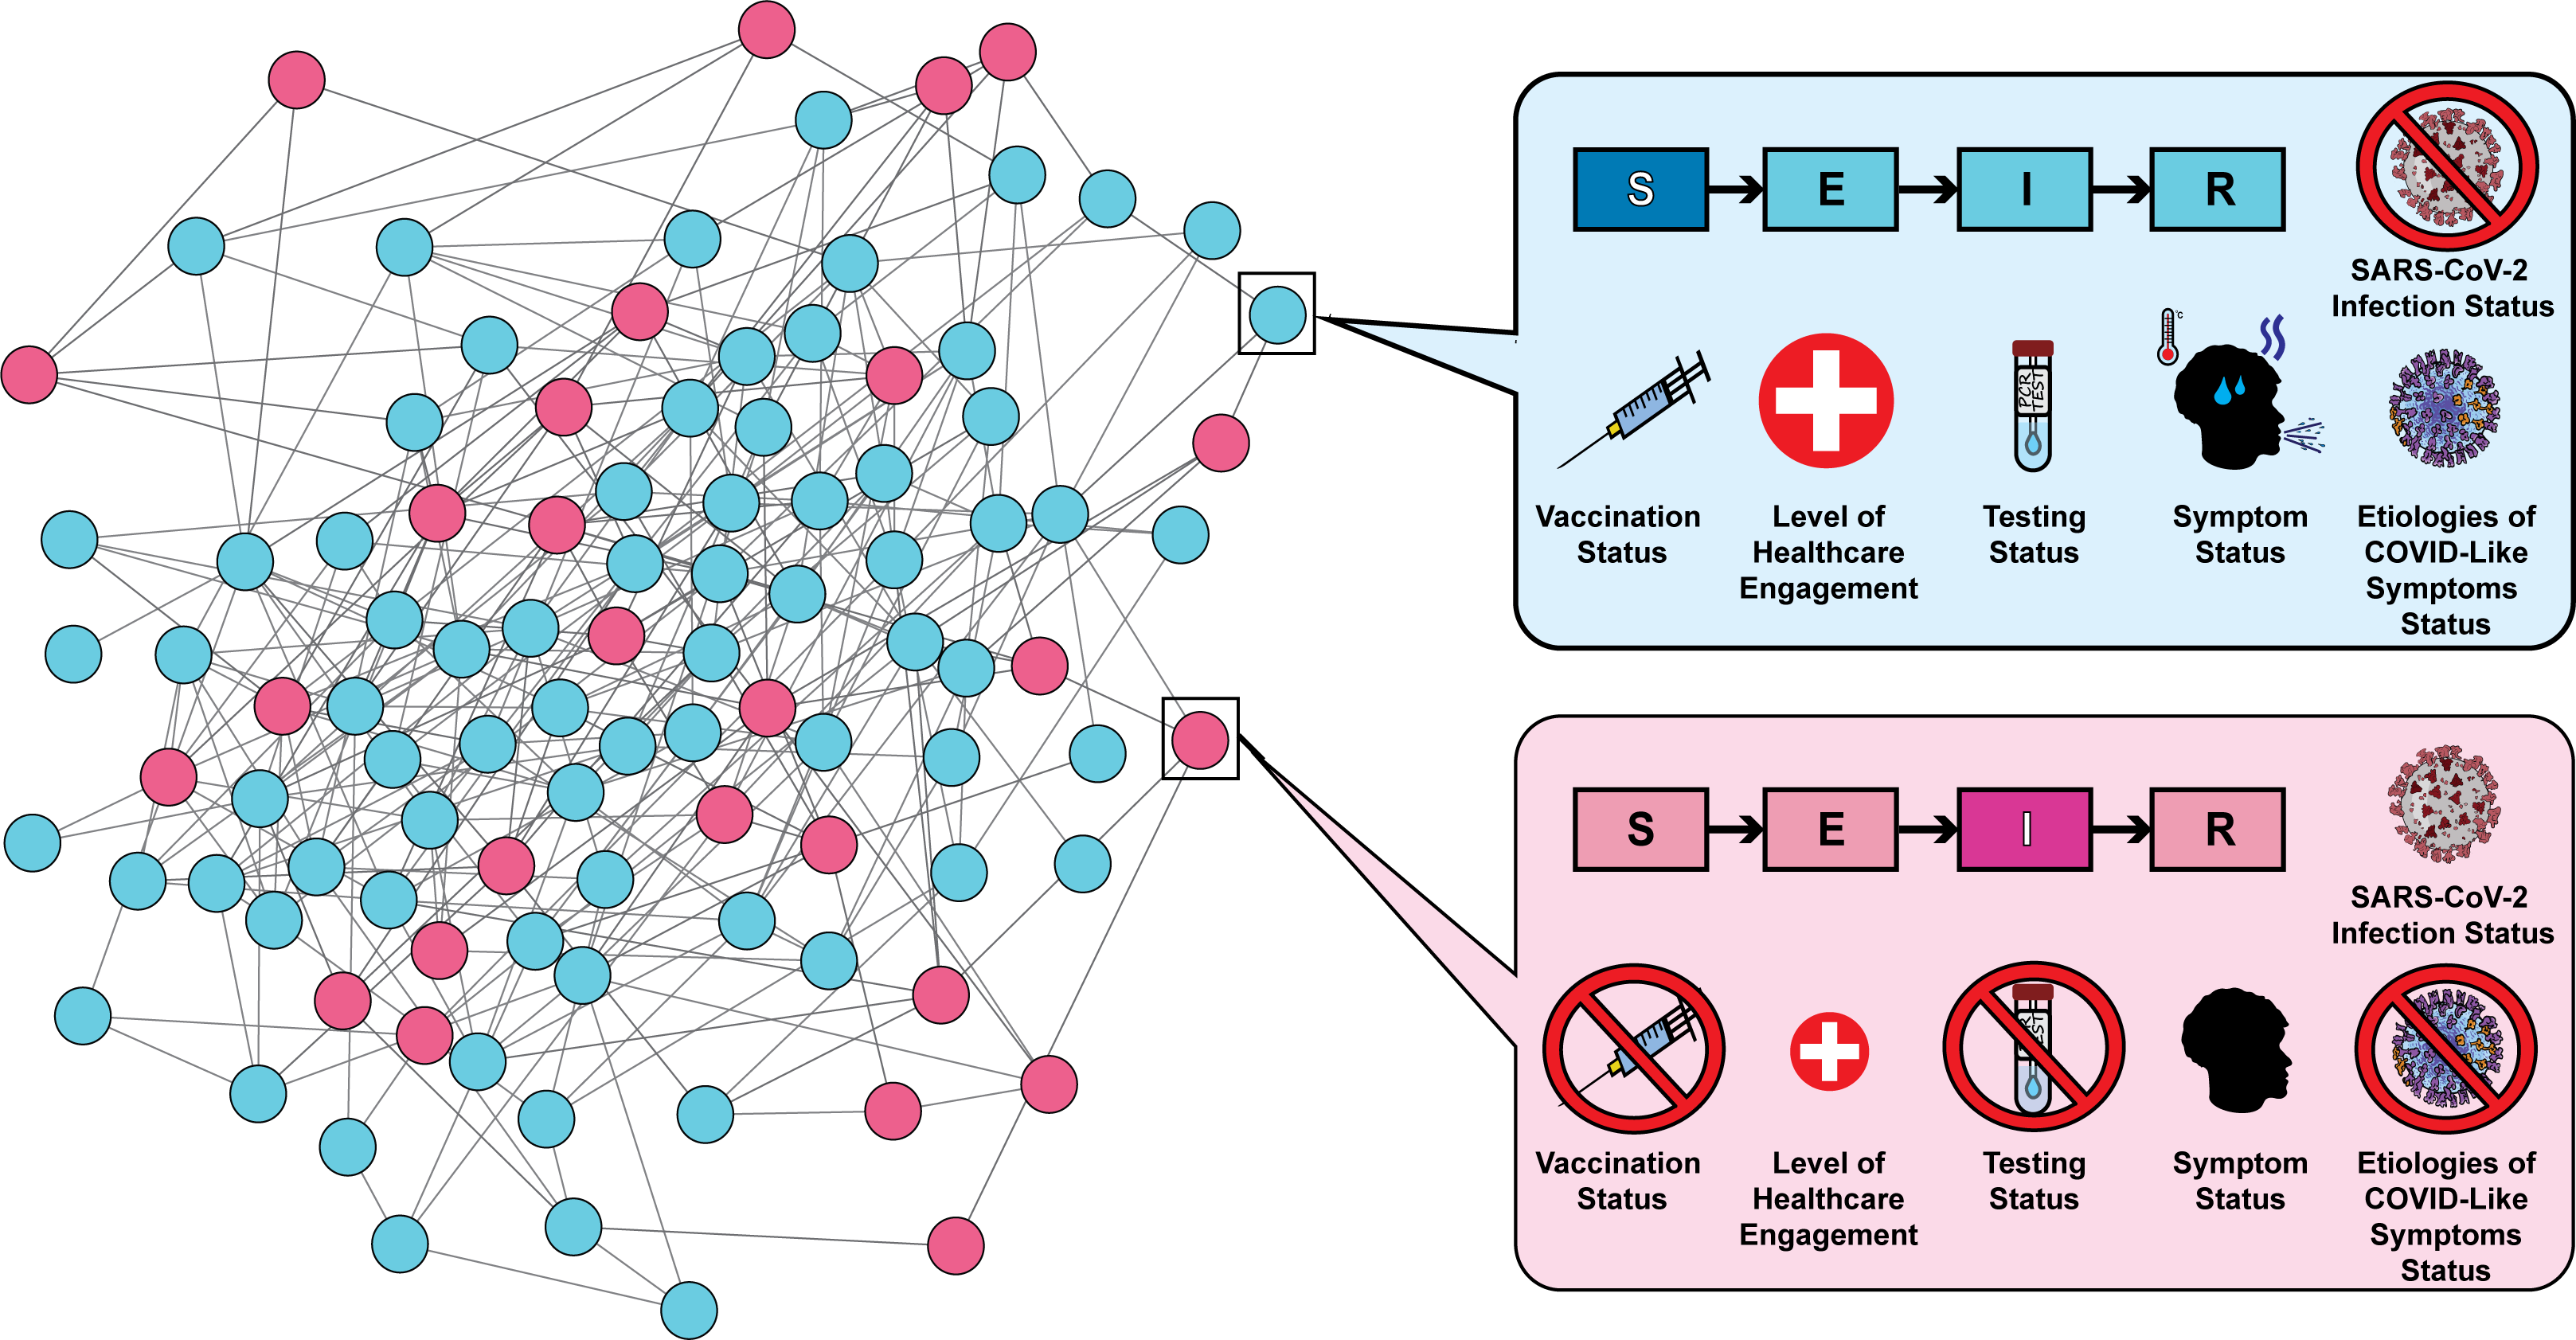 S
E
I
R
SARS-CoV-2
Infection Status
°C
PCR
TEST
Vaccination
Status
Level of
Healthcare
Engagement
Testing
Status
Symptom
Status
Etiologies of
COVID-Like
Symptoms
Status
S
E
I
R
SARS-CoV-2
Infection Status
Vaccination
Status
Level of
Healthcare
Engagement
Testing
Status
Symptom
Status
Etiologies of
COVID-Like
Symptoms
Status